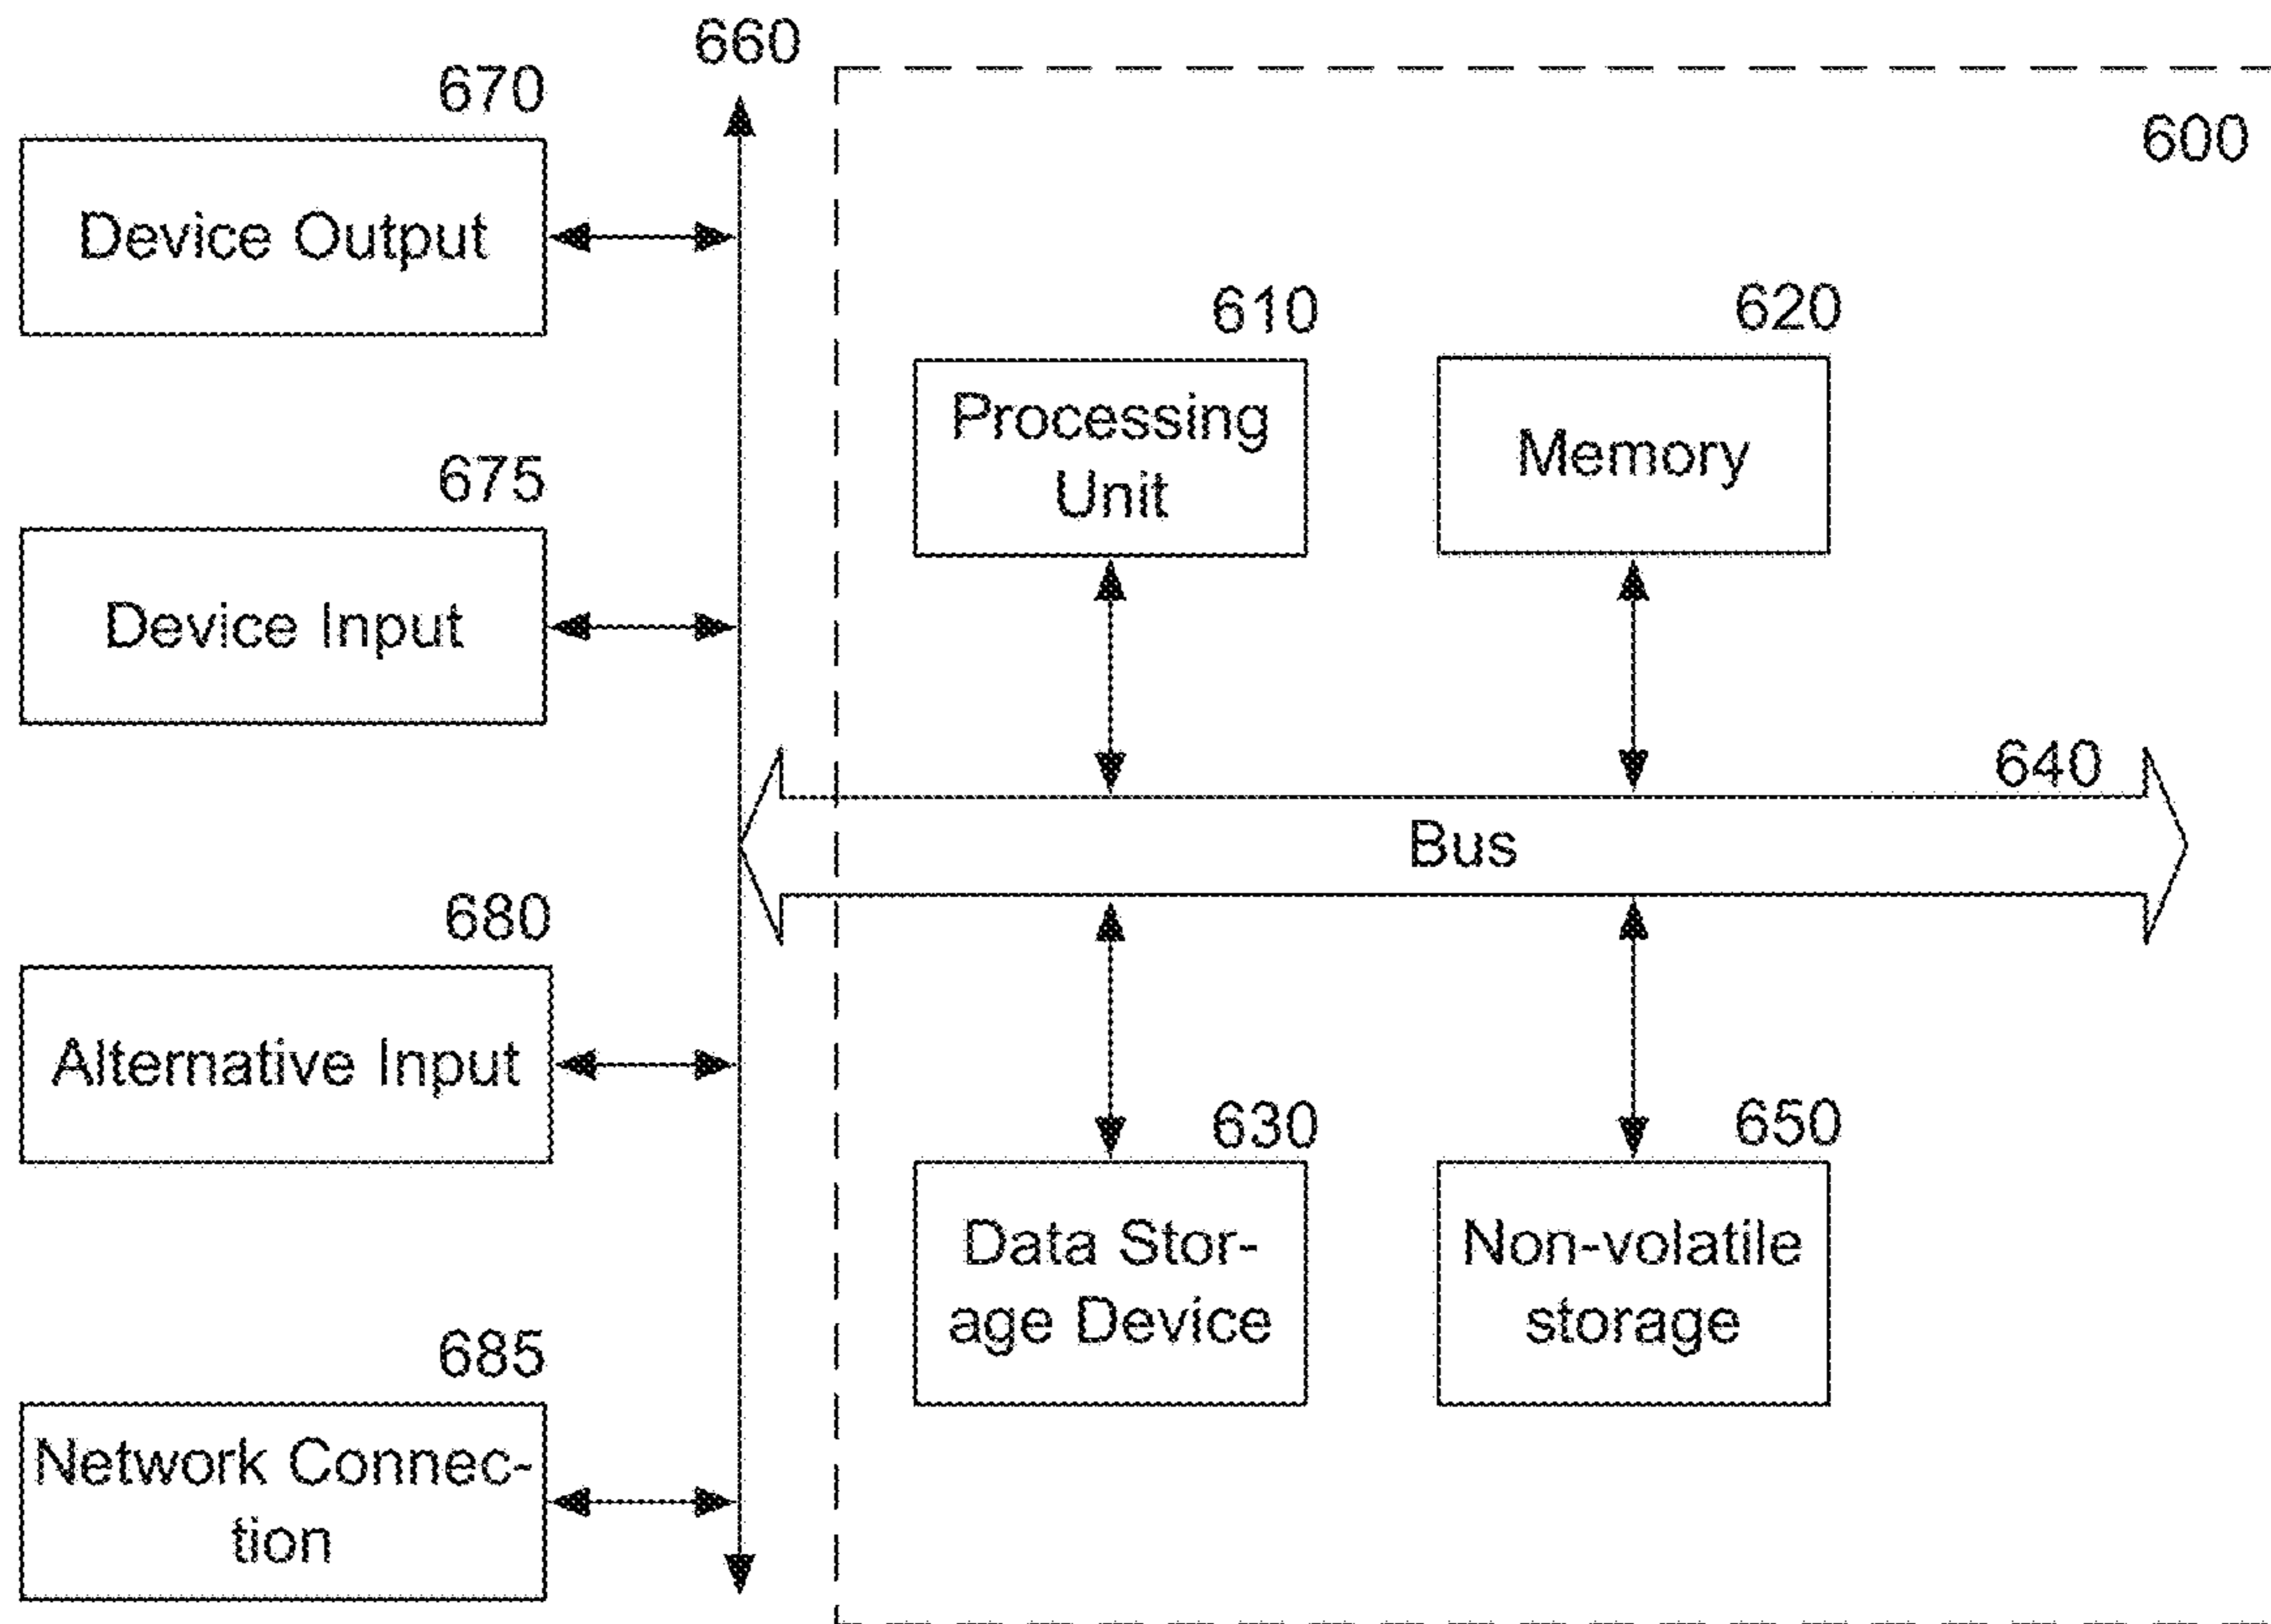 660
670
600
Device Output
610
620
Processing
Unit
Memory
675
Device Input
640
Bus
680
Alternative Input
630
650
Data Stor-
age Device
Non-volatile
storage
685
Network Connec-
tion